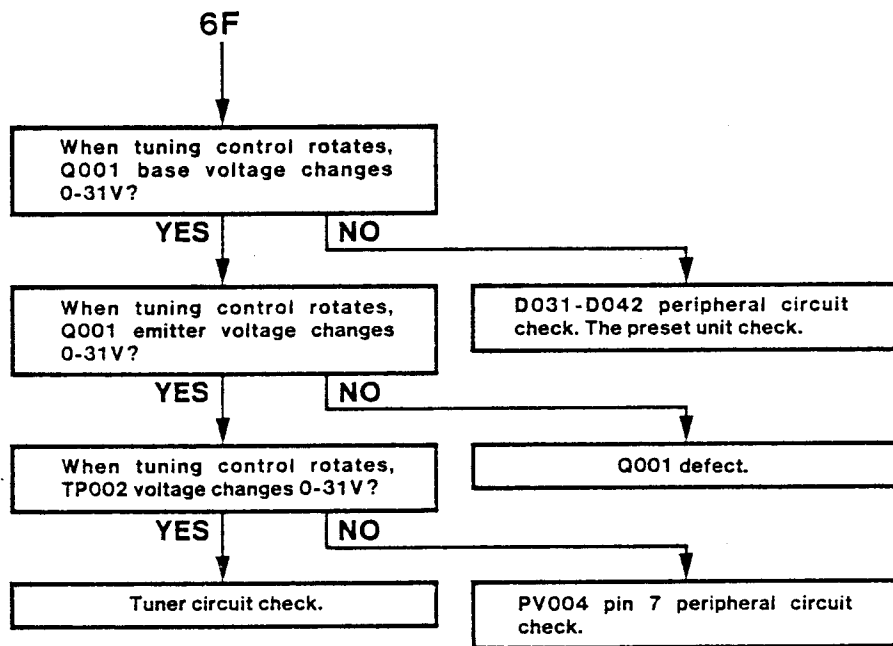 6F
When tuning control rotates,
Q001 base voltage changes
0-31V?
YES
NO
When tuning control rotates,
Q001 emitter voltage changes
0-31V?
D031-D042 peripheral circuit
check. The preset unit check.
YES
NO
When tuning control rotates,
TP002 voltage changes 0-31V?
Q001 defect.
YES
NO
Tuner circuit check.
PV004 pin 7 peripheral circuit
check.